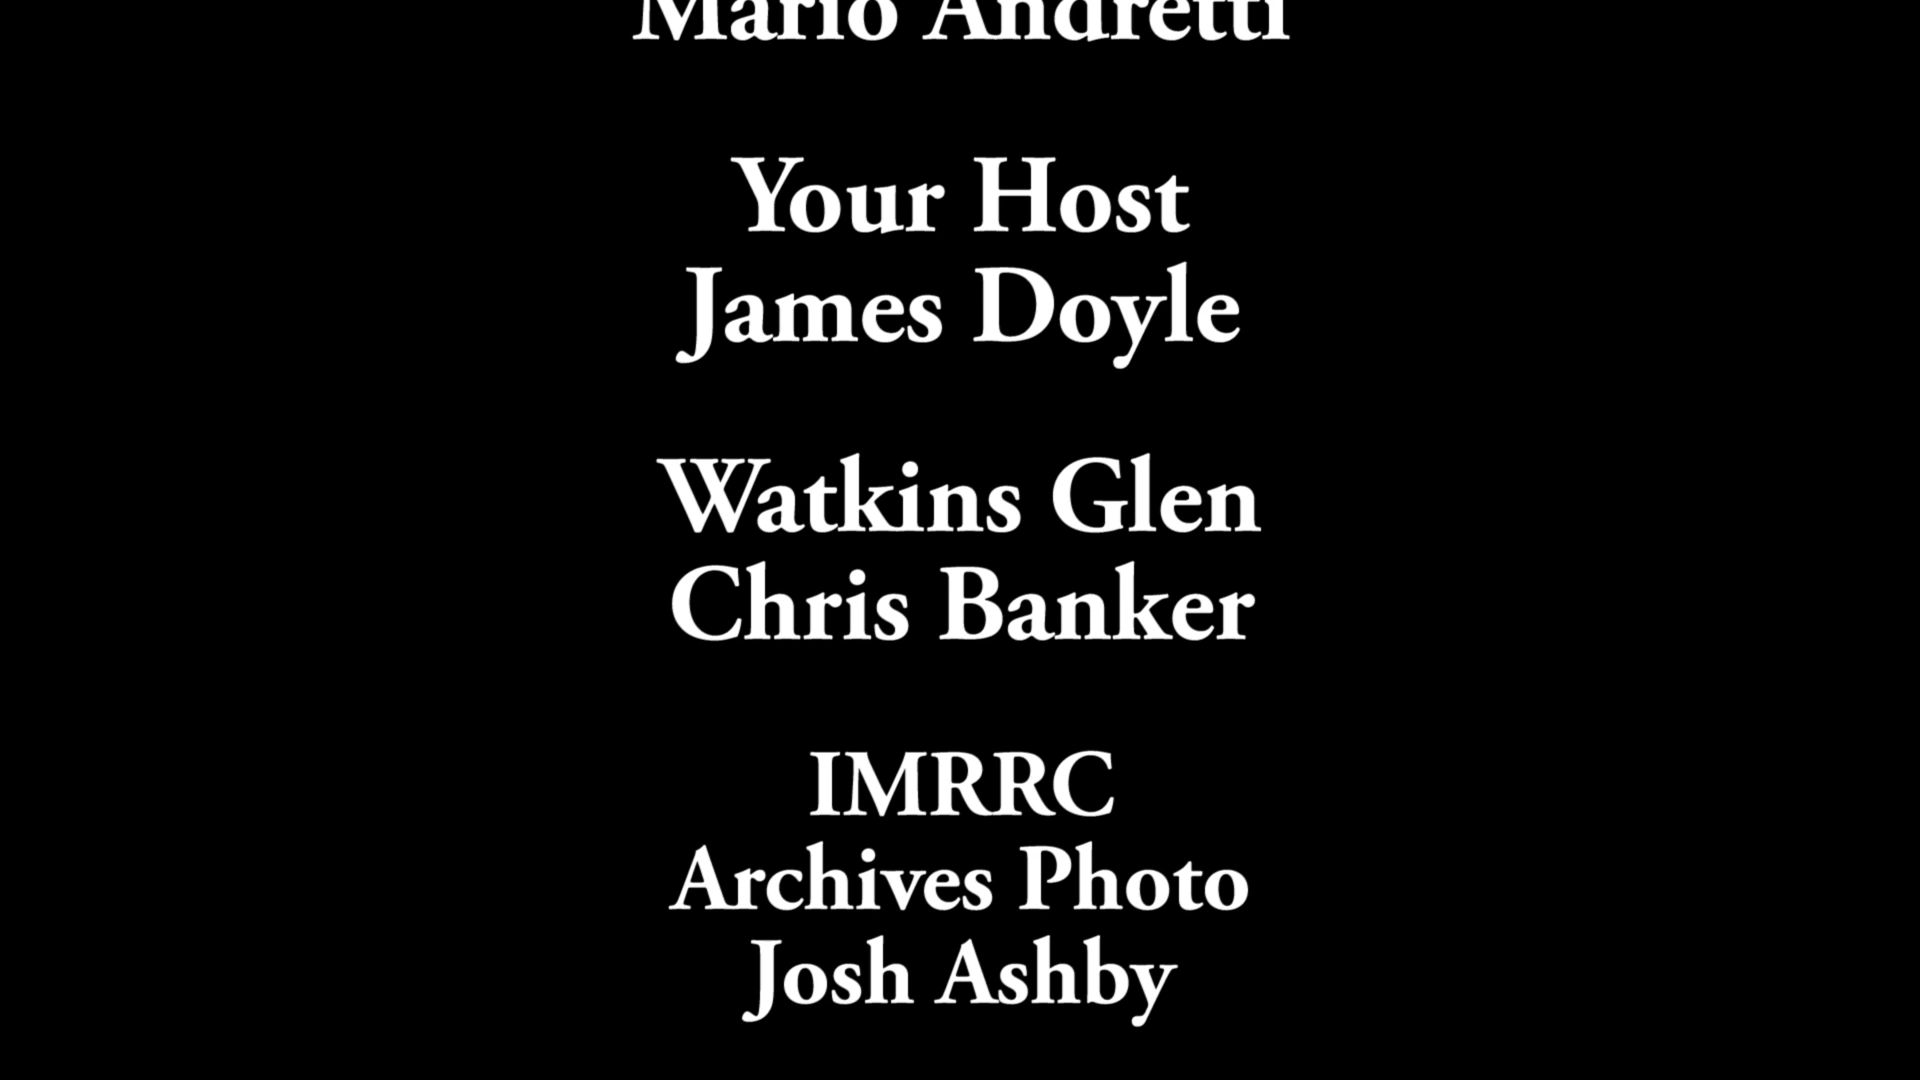 Mario Andretti
Your Host
James Doyle
Watkins Glen
Chris Banker
IMRRC
Archives Photo
Josh Ashby